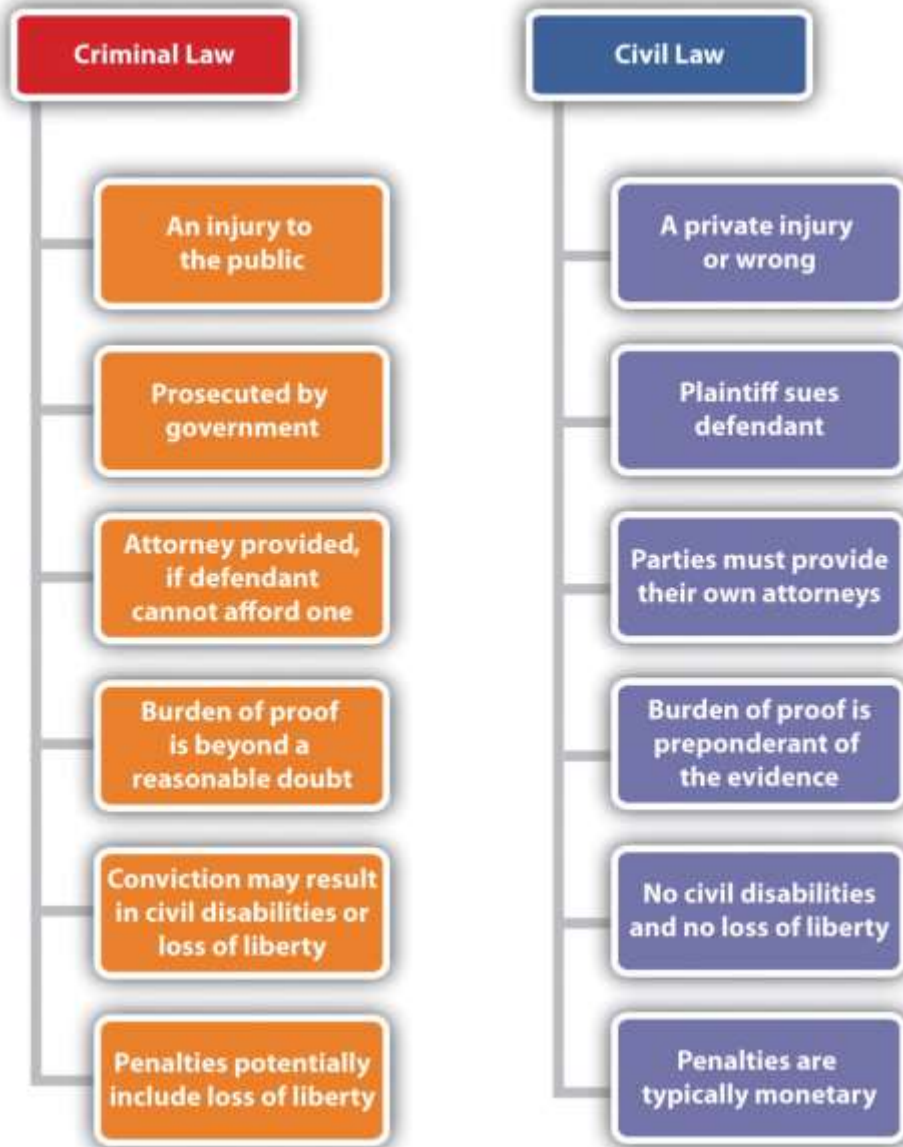 Criminal Law
An injury to
the public
Prosecuted by
government
Attorney provided,
if defendant
cannot afford one
Burden of proof
is beyond a
reasonable doubt
Conviction may result
in civil disabilities or
loss of liberty
Penalties potentially
include loss of liberty
Civil Law
A private injury
or wrong
Plaintiff sues
defendant
Parties must provide
their own attorneys
Burden of proof is
preponderant of
the evidence
No civil disabilities
and no loss of liberty
Penalties are
typically monetary